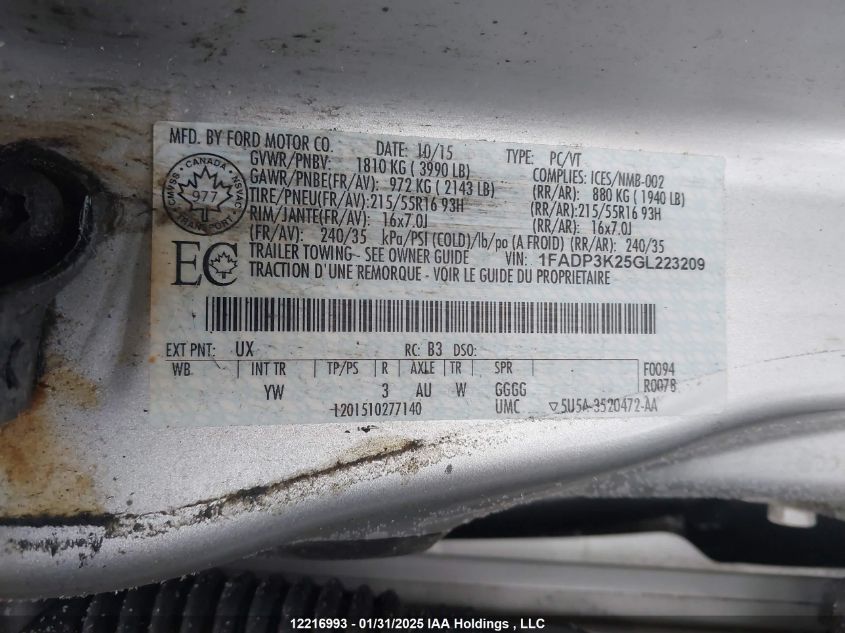 MFD. BY FORD MOTOR CO. DATE: 10/15 TYPE: PC/VT
GVWR/PNBV: 1810 KG ( 3990 LB) COMPLIES: ICES/NMB-002
GAWR/PNBE(FR/AV): 972 KG ( 2143 LB) (RR/AR): 880 KG ( 1940 LB)
TIRE/PNEU(FR/AV): 215/55R16 93H (RR/AR): 215/55R16 93H
RIM/JANTE(FR/AV): 16x7.0J (RR/AR): 16x7.0J
(FR/AV): 240/35 kPa/PSI (COLD)/lb/po (A FROID) (RR/AR): 240/35
TRAILER TOWING - SEE OWNER GUIDE VIN: 1FADP3K25GL223209
TRACTION D'UNE REMORQUE - VOIR LE GUIDE DU PROPRIETAIRE
CANADA
CMVSS NSVAC
977
TRANSPORT
EC
EXT PNT: UX RC: B3 DSO:
WB INT TR TP/PS R AXLE TR SPR F0094
YW 3 AU W GGGG R0078
1201510277140 UMC ▽5U5A-3520472-AA
12216993 - 01/31/2025 IAA Holdings , LLC